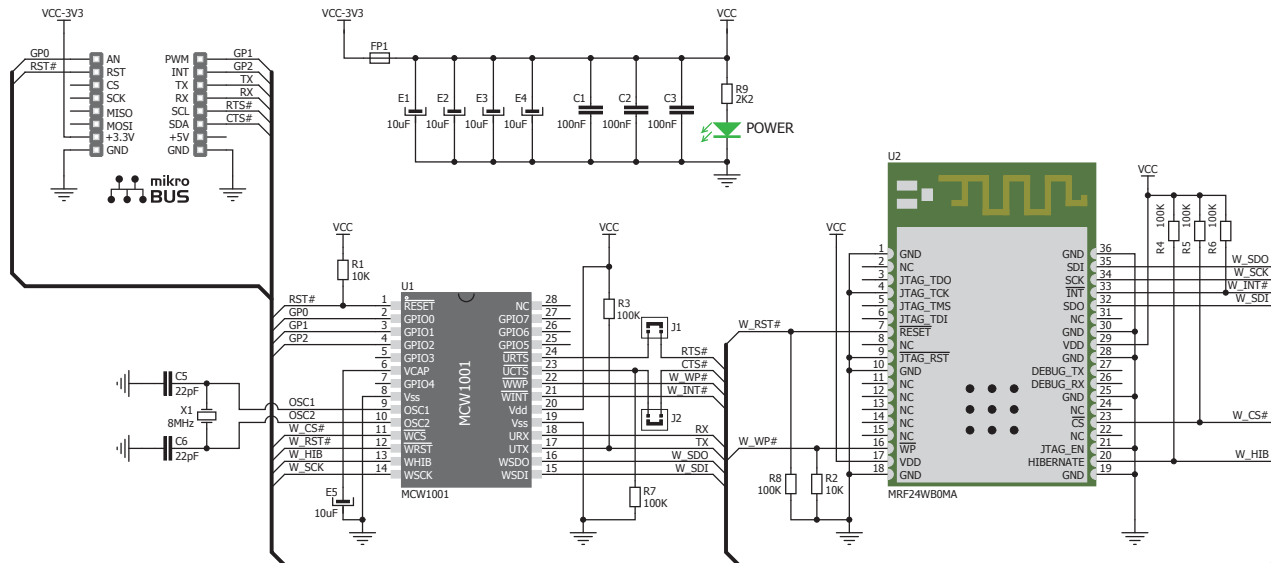 VCC-3V3
GP0
RST#
AN
RST
CS
SCK
MISO
MOSI
+3.3V
GND
PWM
INT
TX
RX
SCL
SDA
+5V
GND
GP1
GP2
TX
RX
RTS#
CTS#
mikro
BUS
VCC-3V3
FP1
VCC
E1
10uF
E2
10uF
E3
10uF
E4
10uF
C1
100nF
C2
100nF
C3
100nF
R9
2K2
POWER
VCC
R1
10K
U1
RST#
GP0
GP1
GP2
OSC1
OSC2
W_CS#
W_RST#
W_HIB
W_SCK
1
2
3
4
5
6
7
8
9
10
11
12
13
14
RESET
GPIO0
GPIO1
GPIO2
GPIO3
VCAP
GPIO4
Vss
OSC1
OSC2
WCS
WRST
WHIB
WSCK
MCW1001
NC
GPIO7
GPIO6
GPIO5
URTS
UCTS
WWP
WINT
Vdd
Vss
URX
UTX
WSDO
WSDI
28
27
26
25
24
23
22
21
20
19
18
17
16
15
MCW1001
C5
22pF
X1
8MHz
C6
22pF
E5
10uF
VCC
R3
100K
J1
RTS#
CTS#
W_WP#
W_INT#
J2
RX
TX
W_SDO
W_SDI
R7
100K
W_RST#
W_WP#
R8
100K
R2
10K
VCC
U2
1
2
3
4
5
6
7
8
9
10
11
12
13
14
15
16
17
18
GND
NC
JTAG_TDO
JTAG_TCK
JTAG_TMS
JTAG_TDI
RESET
NC
JTAG_RST
GND
NC
NC
NC
NC
NC
WP
VDD
GND
GND
SDI
SCK
INT
SDO
NC
GND
VDD
GND
DEBUG_TX
DEBUG_RX
GND
NC
CS
NC
JTAG_EN
HIBERNATE
GND
36
35
34
33
32
31
30
29
28
27
26
25
24
23
22
21
20
19
MRF24WB0MA
VCC
R4 100K
R5 100K
R6 100K
W_SDO
W_SCK
W_INT#
W_SDI
W_CS#
W_HIB